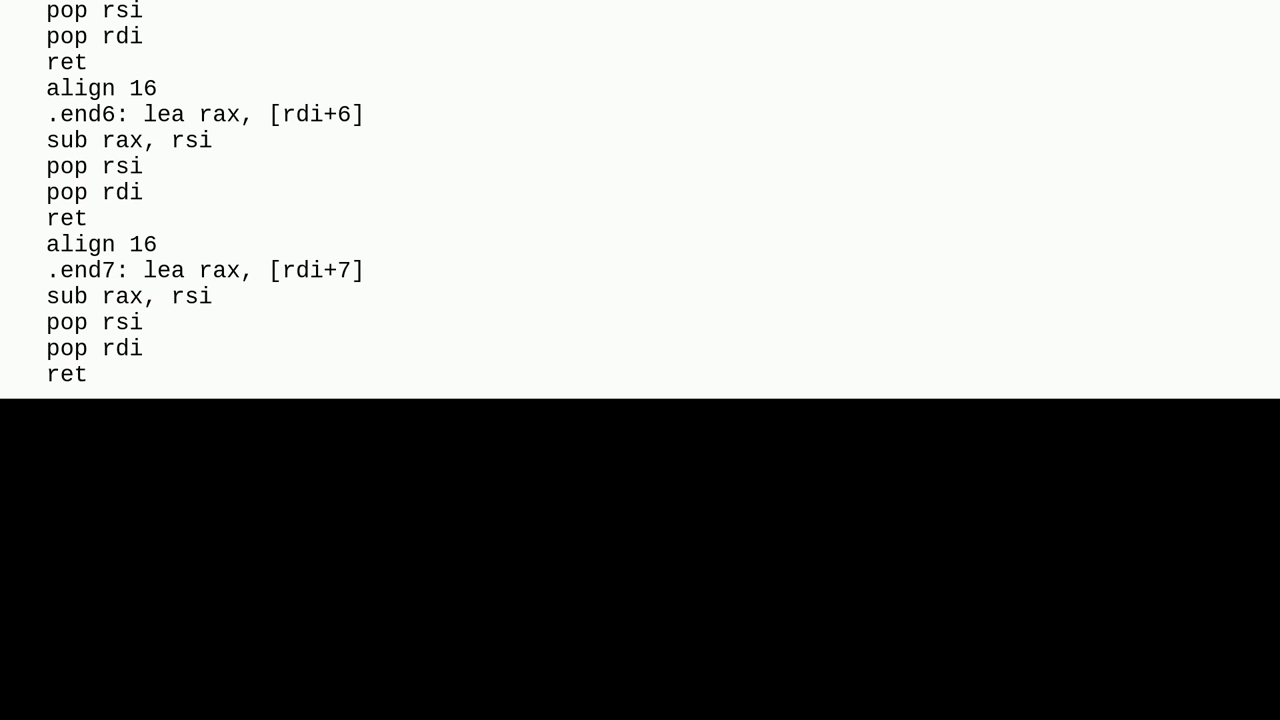 pop rsi
pop rdi
ret
align 16
.end6: lea rax, [rdi+6]
sub rax, rsi
pop rsi
pop rdi
ret
align 16
.end7: lea rax, [rdi+7]
sub rax, rsi
pop rsi
pop rdi
ret